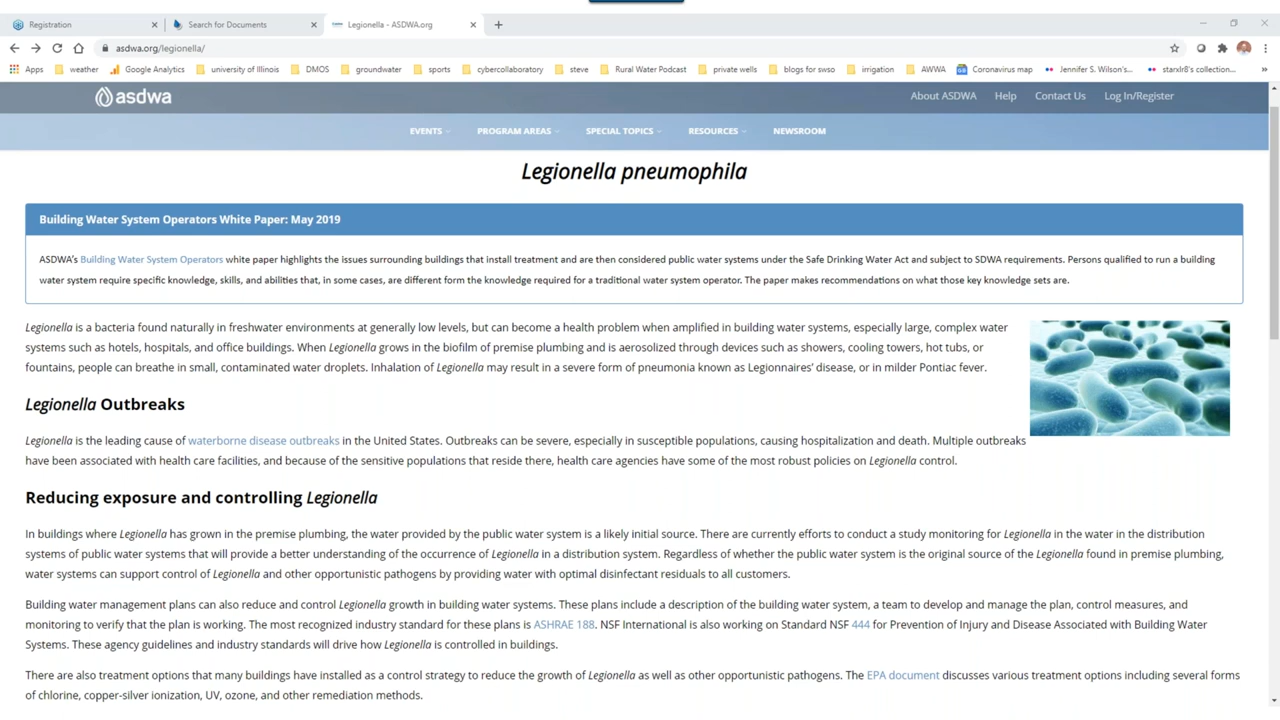 Registration
Search for Documents
Legionella - ASDWA.org
asdwa.org/legionella/
Apps weather Google Analytics university of Illinois DMOS groundwater sports cybercollaboratory steve Rural Water Podcast private wells blogs for swso irrigation AWWA Coronavirus map Jennifer S. Wilson's... starxlr8's collection... »
asdwa
About ASDWA Help Contact Us Log In/Register
EVENTS PROGRAM AREAS SPECIAL TOPICS RESOURCES NEWSROOM
Legionella pneumophila
Building Water System Operators White Paper: May 2019
ASDWA's Building Water System Operators white paper highlights the issues surrounding buildings that install treatment and are then considered public water systems under the Safe Drinking Water Act and subject to SDWA requirements. Persons qualified to run a building
water system require specific knowledge, skills, and abilities that, in some cases, are different form the knowledge required for a traditional water system operator. The paper makes recommendations on what those key knowledge sets are.
Legionella is a bacteria found naturally in freshwater environments at generally low levels, but can become a health problem when amplified in building water systems, especially large, complex water
systems such as hotels, hospitals, and office buildings. When Legionella grows in the biofilm of premise plumbing and is aerosolized through devices such as showers, cooling towers, hot tubs, or
fountains, people can breathe in small, contaminated water droplets. Inhalation of Legionella may result in a severe form of pneumonia known as Legionnaires' disease, or in milder Pontiac fever.
Legionella Outbreaks
Legionella is the leading cause of waterborne disease outbreaks in the United States. Outbreaks can be severe, especially in susceptible populations, causing hospitalization and death. Multiple outbreaks
have been associated with health care facilities, and because of the sensitive populations that reside there, health care agencies have some of the most robust policies on Legionella control.
Reducing exposure and controlling Legionella
In buildings where Legionella has grown in the premise plumbing, the water provided by the public water system is a likely initial source. There are currently efforts to conduct a study monitoring for Legionella in the water in the distribution
systems of public water systems that will provide a better understanding of the occurrence of Legionella in a distribution system. Regardless of whether the public water system is the original source of the Legionella found in premise plumbing,
water systems can support control of Legionella and other opportunistic pathogens by providing water with optimal disinfectant residuals to all customers.
Building water management plans can also reduce and control Legionella growth in building water systems. These plans include a description of the building water system, a team to develop and manage the plan, control measures, and
monitoring to verify that the plan is working. The most recognized industry standard for these plans is ASHRAE 188. NSF International is also working on Standard NSF 444 for Prevention of Injury and Disease Associated with Building Water
Systems. These agency guidelines and industry standards will drive how Legionella is controlled in buildings.
There are also treatment options that many buildings have installed as a control strategy to reduce the growth of Legionella as well as other opportunistic pathogens. The EPA document discusses various treatment options including several forms
of chlorine, copper-silver ionization, UV, ozone, and other remediation methods.